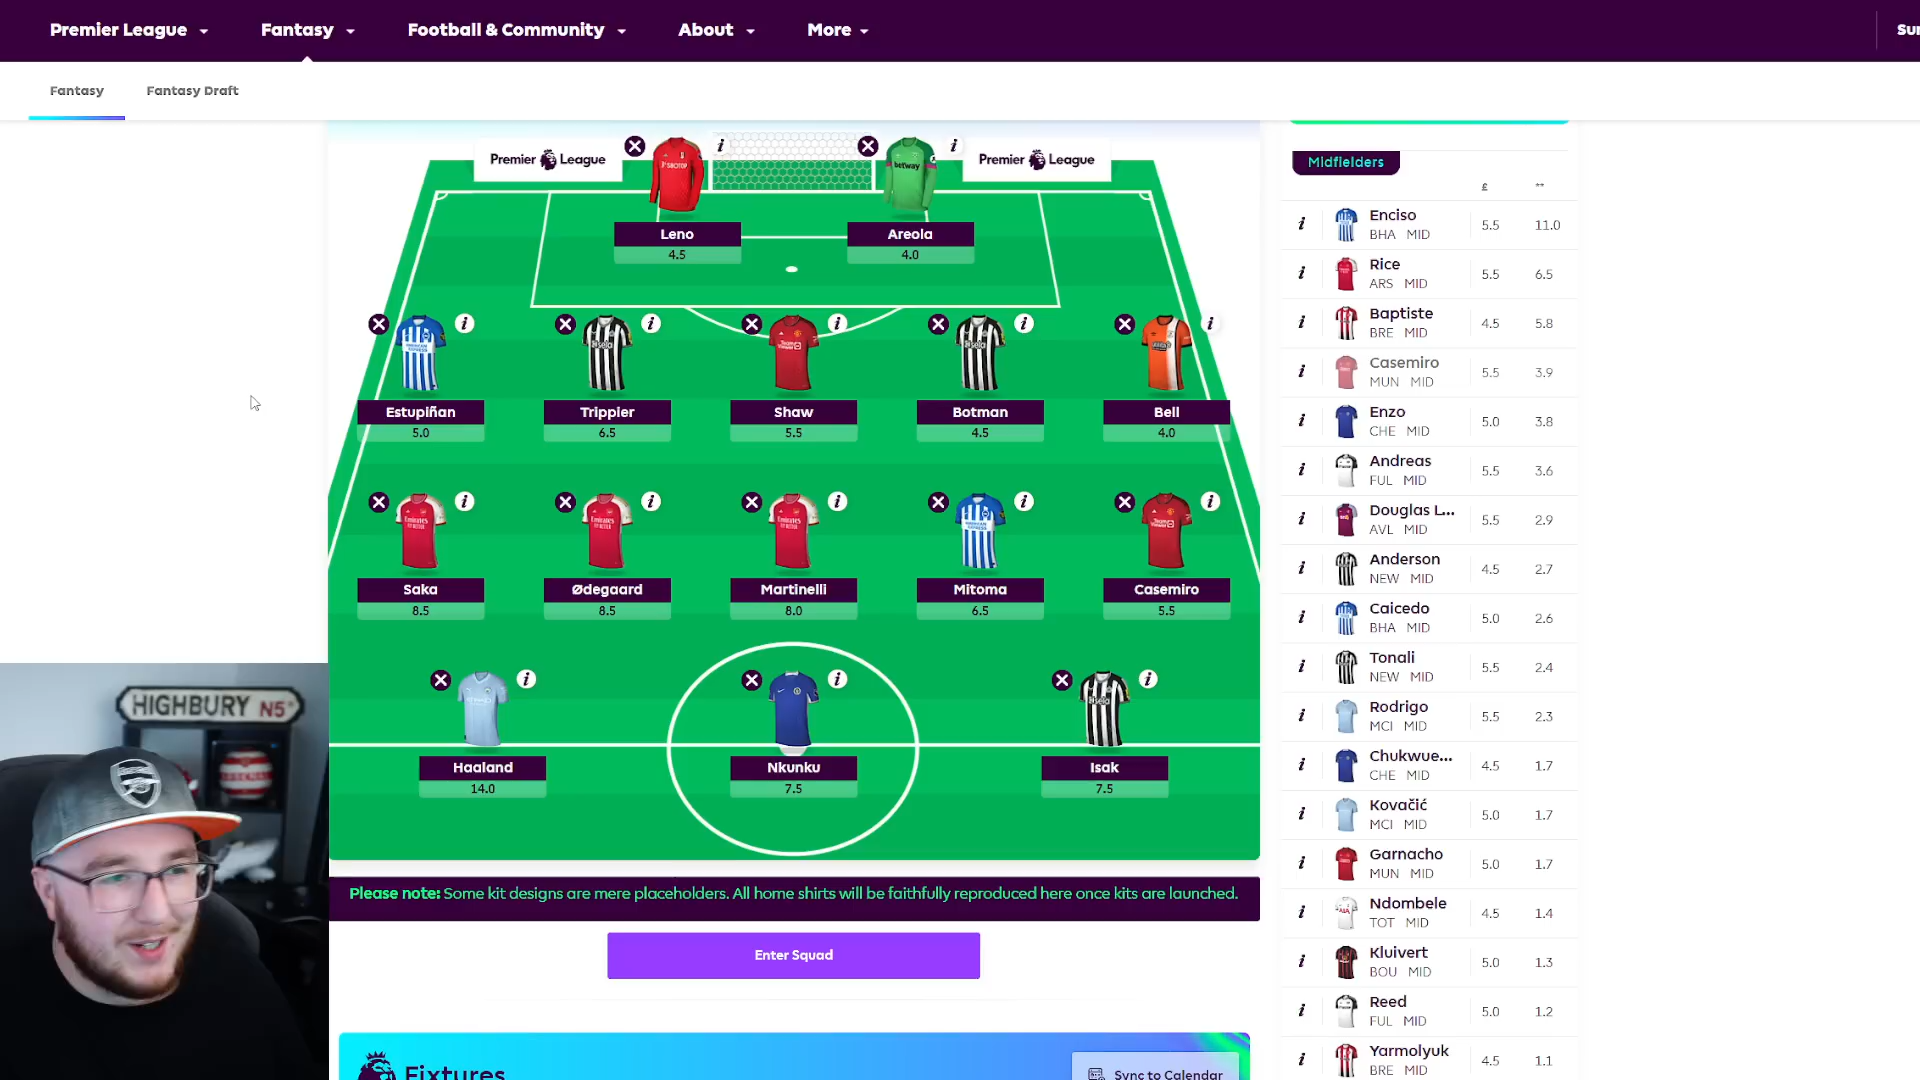 Premier League Fantasy Football & Community About More
Fantasy Fantasy Draft
Premier League Premier League
Leno Areola
4.5 4.0
Estupiñan Trippier Shaw Botman Bell
5.0 6.5 5.5 4.5 4.0
Saka Ødegaard Martinelli Mitoma Casemiro
8.5 8.5 8.0 6.5 5.5
Haaland Nkunku Isak
14.0 7.5 7.5
Please note: Some kit designs are mere placeholders. All home shirts will be faithfully reproduced here once kits are launched.
Enter Squad
Fixtures
Sync to Calendar
HIGHBURY N5
betway
Midfielders
£ **
Enciso
BHA MID 5.5 11.0
Rice
ARS MID 5.5 6.5
Baptiste
BRE MID 4.5 5.8
Casemiro
MUN MID 5.5 3.9
Enzo
CHE MID 5.0 3.8
Andreas
FUL MID 5.5 3.6
Douglas L...
AVL MID 5.5 2.9
Anderson
NEW MID 4.5 2.7
Caicedo
BHA MID 5.0 2.6
Tonali
NEW MID 5.5 2.4
Rodrigo
MCI MID 5.5 2.3
Chukwue...
CHE MID 4.5 1.7
Kovačić
MCI MID 5.0 1.7
Garnacho
MUN MID 5.0 1.7
Ndombele
TOT MID 4.5 1.4
Kluivert
BOU MID 5.0 1.3
Reed
FUL MID 5.0 1.2
Yarmolyuk
BRE MID 4.5 1.1